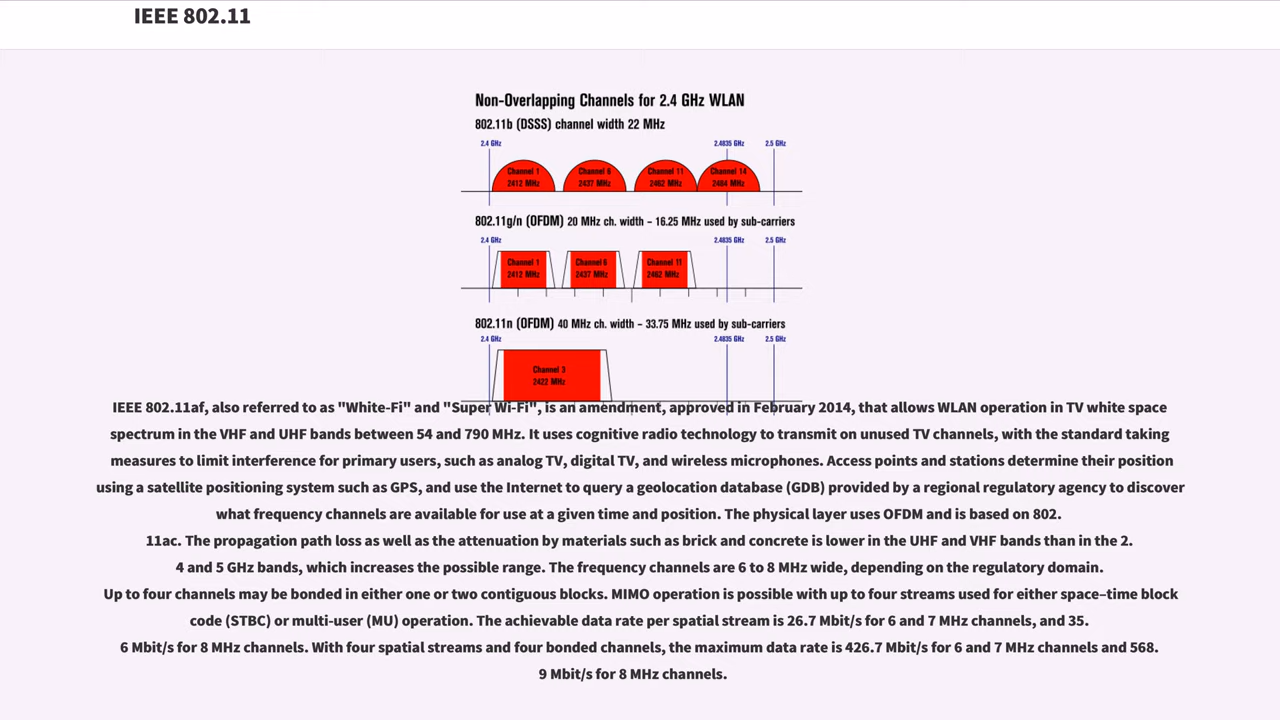 IEEE 802.11
Non-Overlapping Channels for 2.4 GHz WLAN
802.11b (DSSS) channel width 22 MHz
2.4 GHz 2.4835 GHz 2.5 GHz
Channel 1 Channel 6 Channel 11 Channel 14
2412 MHz 2437 MHz 2462 MHz 2484 MHz
802.11g/n (OFDM) 20 MHz ch. width – 16.25 MHz used by sub-carriers
2.4 GHz 2.4835 GHz 2.5 GHz
Channel 1 Channel 6 Channel 11
2412 MHz 2437 MHz 2462 MHz
802.11n (OFDM) 40 MHz ch. width – 33.75 MHz used by sub-carriers
2.4 GHz 2.4835 GHz 2.5 GHz
Channel 3
2422 MHz
IEEE 802.11af, also referred to as "White-Fi" and "Super Wi-Fi", is an amendment, approved in February 2014, that allows WLAN operation in TV white space
spectrum in the VHF and UHF bands between 54 and 790 MHz. It uses cognitive radio technology to transmit on unused TV channels, with the standard taking
measures to limit interference for primary users, such as analog TV, digital TV, and wireless microphones. Access points and stations determine their position
using a satellite positioning system such as GPS, and use the Internet to query a geolocation database (GDB) provided by a regional regulatory agency to discover
what frequency channels are available for use at a given time and position. The physical layer uses OFDM and is based on 802.
11ac. The propagation path loss as well as the attenuation by materials such as brick and concrete is lower in the UHF and VHF bands than in the 2.
4 and 5 GHz bands, which increases the possible range. The frequency channels are 6 to 8 MHz wide, depending on the regulatory domain.
Up to four channels may be bonded in either one or two contiguous blocks. MIMO operation is possible with up to four streams used for either space–time block
code (STBC) or multi-user (MU) operation. The achievable data rate per spatial stream is 26.7 Mbit/s for 6 and 7 MHz channels, and 35.
6 Mbit/s for 8 MHz channels. With four spatial streams and four bonded channels, the maximum data rate is 426.7 Mbit/s for 6 and 7 MHz channels and 568.
9 Mbit/s for 8 MHz channels.